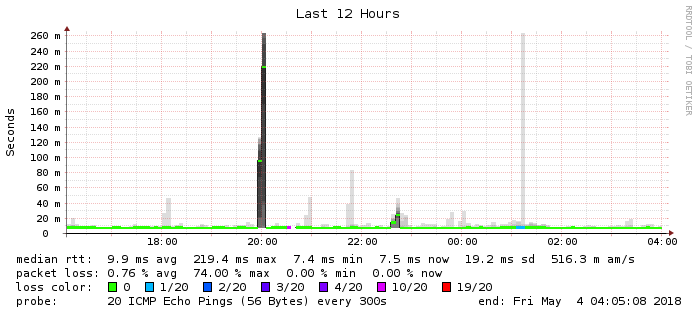 Last 12 Hours
RRDTOOL / TOBI OETIKER
Seconds
260 m
240 m
220 m
200 m
180 m
160 m
140 m
120 m
100 m
80 m
60 m
40 m
20 m
0
18:00 20:00 22:00 00:00 02:00 04:00
median rtt: 9.9 ms avg 219.4 ms max 7.4 ms min 7.5 ms now 19.2 ms sd 516.3 m am/s
packet loss: 0.76 % avg 74.00 % max 0.00 % min 0.00 % now
loss color: 0 1/20 2/20 3/20 4/20 10/20 19/20
probe: 20 ICMP Echo Pings (56 Bytes) every 300s end: Fri May 4 04:05:08 2018